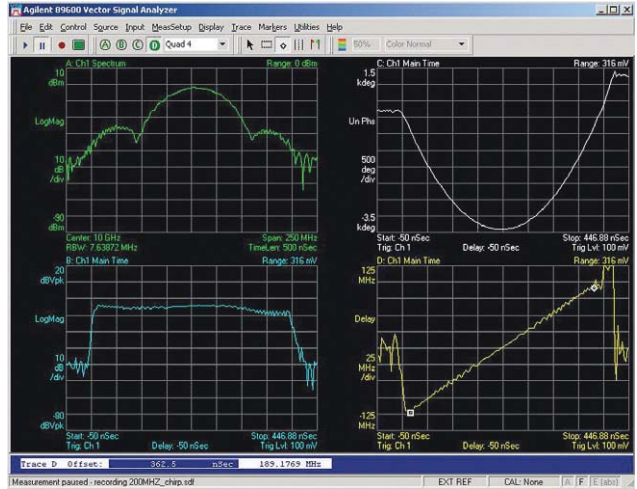 Agilent 89600 Vector Signal Analyzer
File Edit Control Source Input MeasSetup Display Trace Markers Utilities Help
A B C D Quad 4 50% Color Normal
A: Ch1 Spectrum Range: 0 dBm
10
dBm
LogMag
10
dB
/div
-90
dBm
Center: 10 GHz Span: 250 MHz
RBW: 7.63872 MHz TimeLen: 500 nSec
C: Ch1 Main Time Range: 316 mV
1.5
kdeg
Un Phs
500
deg
/div
-3.5
kdeg
Start: -50 nSec Stop: 446.88 nSec
Trig: Ch 1 Delay: -50 nSec Trig Lvl: 100 mV
B: Ch1 Main Time Range: 316 mV
20
dBVpk
LogMag
10
dB
/div
-80
dBVpk
Start: -50 nSec Stop: 446.88 nSec
Trig: Ch 1 Delay: -50 nSec Trig Lvl: 100 mV
D: Ch1 Main Time Range: 316 mV
125
MHz
Delay
25
MHz
/div
-125
MHz
Start: -50 nSec Stop: 446.88 nSec
Trig: Ch 1 Delay: -50 nSec Trig Lvl: 100 mV
Trace D Offset: 362.5 nSec 189.1769 MHz
Measurement paused - recording 200MHZ_chirp.sdf EXT REF CAL: None A F E (abs)